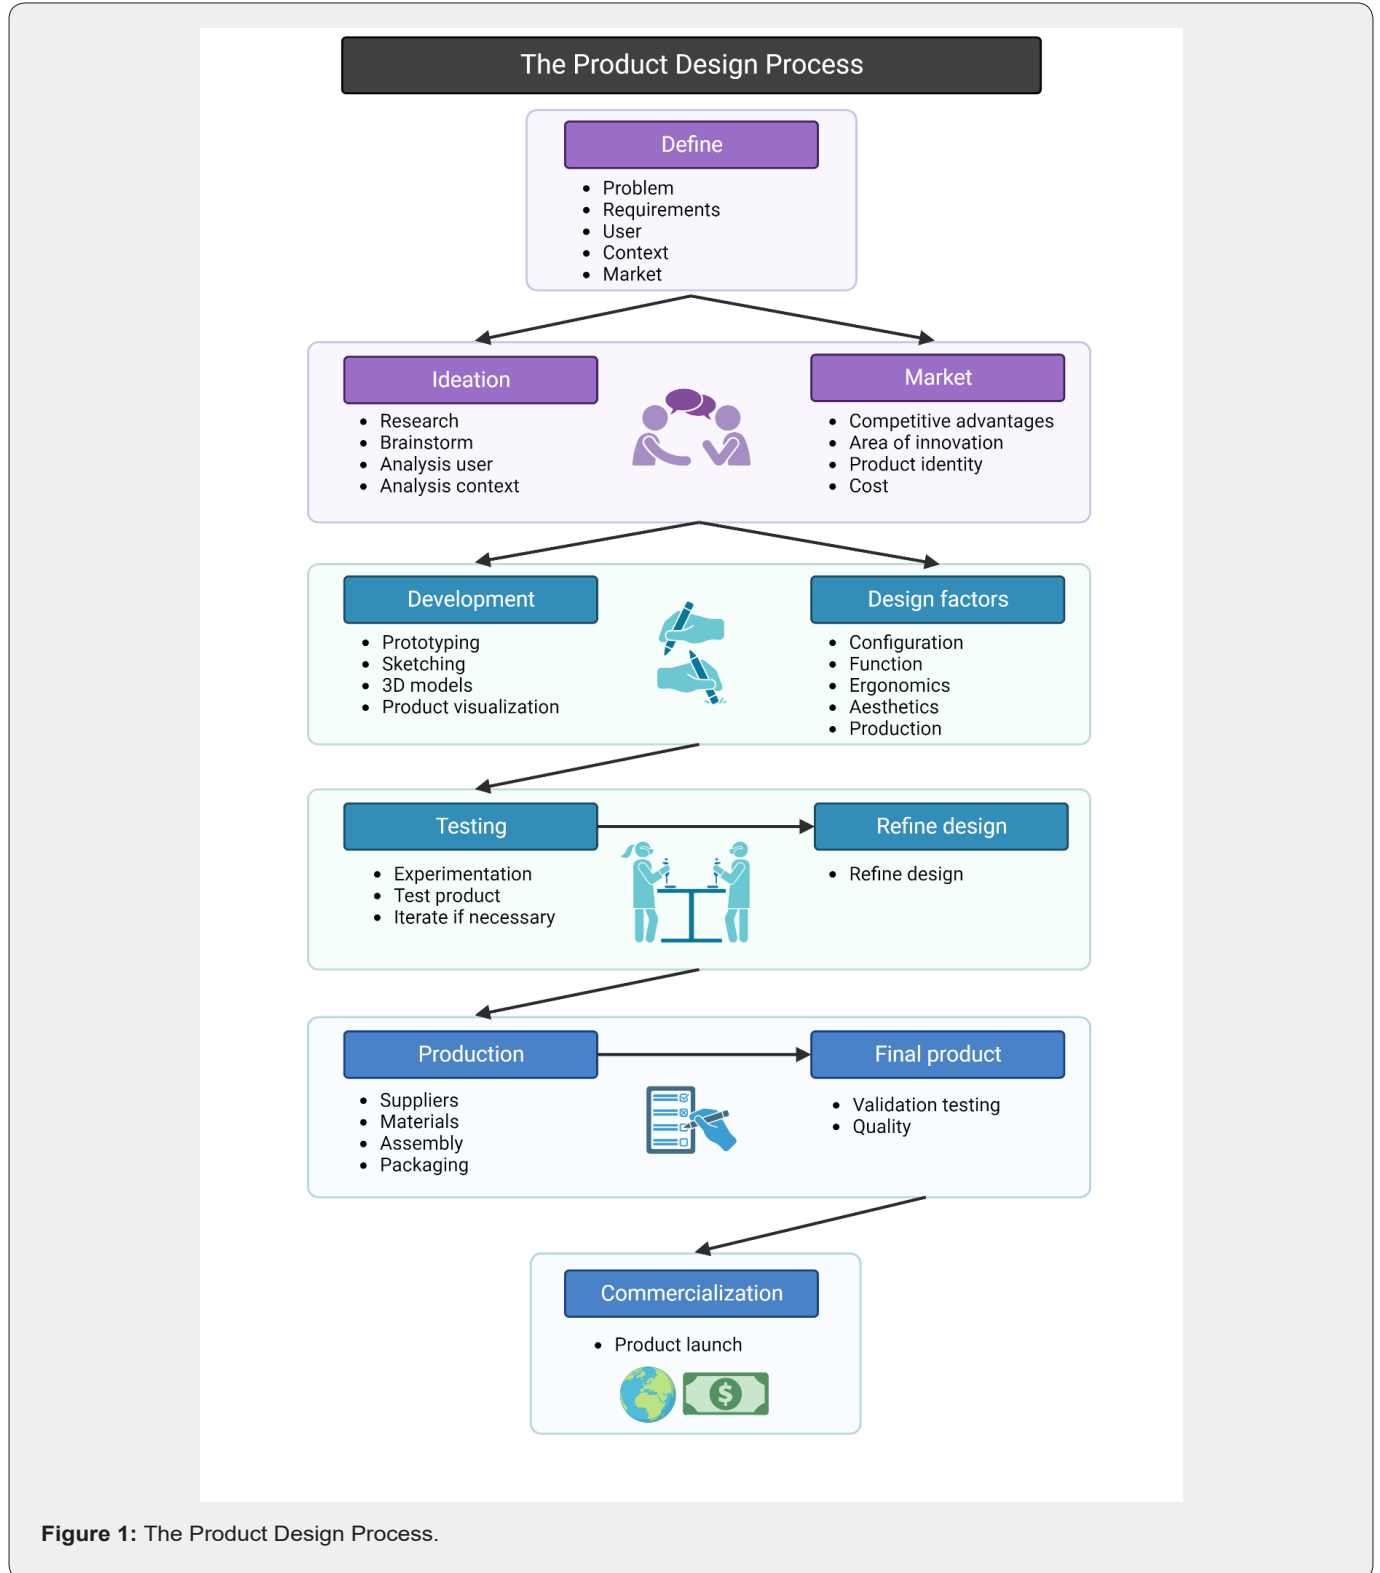 The Product Design Process
Define
• Problem
• Requirements
• User
• Context
• Market
Ideation
• Research
• Brainstorm
• Analysis user
• Analysis context
Market
• Competitive advantages
• Area of innovation
• Product identity
• Cost
Development
• Prototyping
• Sketching
• 3D models
• Product visualization
Design factors
• Configuration
• Function
• Ergonomics
• Aesthetics
• Production
Testing
• Experimentation
• Test product
• Iterate if necessary
Refine design
• Refine design
Production
• Suppliers
• Materials
• Assembly
• Packaging
Final product
• Validation testing
• Quality
Commercialization
• Product launch
$
Figure 1: The Product Design Process.